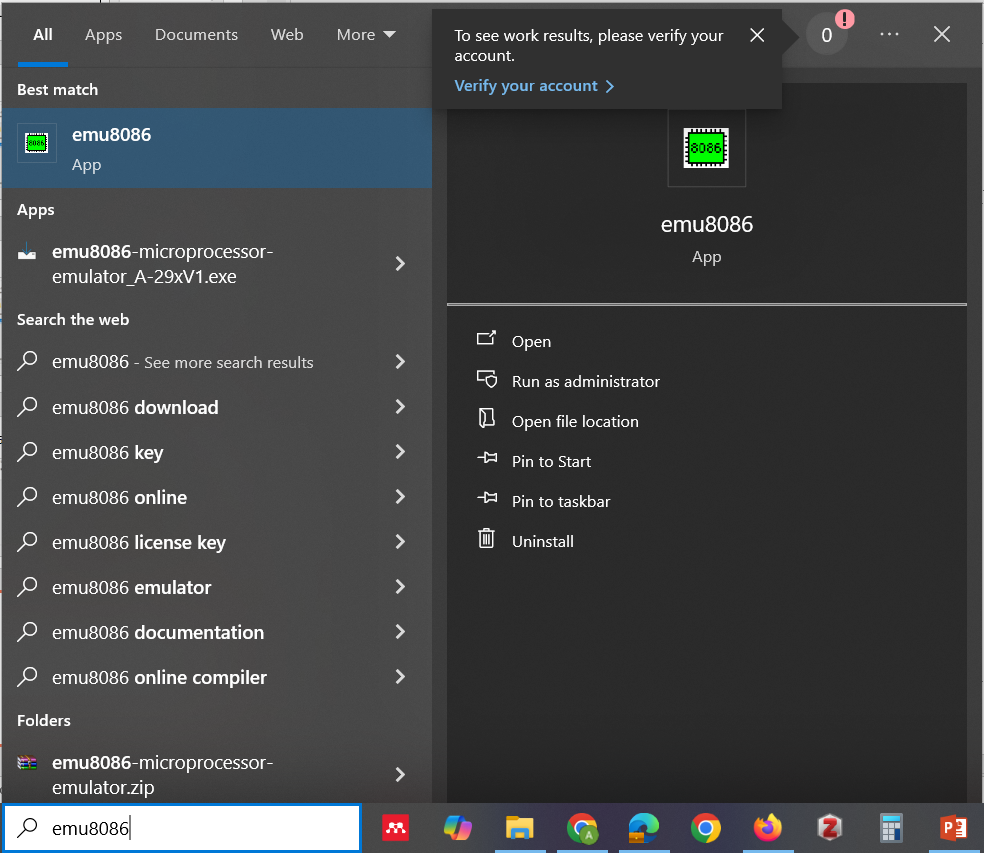 All Apps Documents Web More
To see work results, please verify your
account.
Verify your account
0
!
Best match
8086
emu8086
App
Apps
emu8086-microprocessor-
emulator_A-29xV1.exe
Search the web
emu8086 - See more search results
emu8086 download
emu8086 key
emu8086 online
emu8086 license key
emu8086 emulator
emu8086 documentation
emu8086 online compiler
Folders
emu8086-microprocessor-
emulator.zip
8086
emu8086
App
Open
Run as administrator
Open file location
Pin to Start
Pin to taskbar
Uninstall
emu8086
A
Z
P